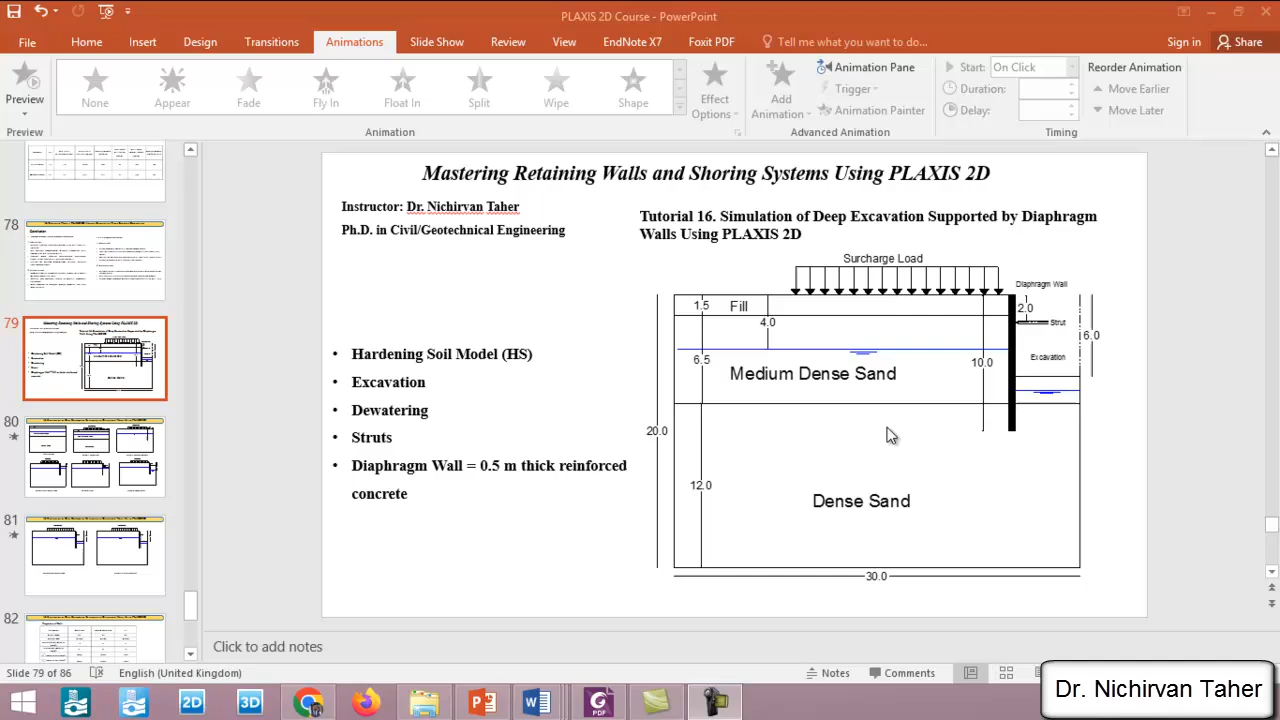 PLAXIS 2D Course - PowerPoint
File
Home
Insert
Design
Transitions
Animations
Slide Show
Review
View
EndNote X7
Foxit PDF
Tell me what you want to do...
Sign in
Share
Preview
None
Appear
Fade
Fly In
Float In
Split
Wipe
Shape
Effect
Options
Add
Animation
Animation Pane
Trigger
Animation Painter
Start:
On Click
Duration:
Delay:
Reorder Animation
Move Earlier
Move Later
Preview
Animation
Advanced Animation
Timing
78
79
80
81
82
Mastering Retaining Walls and Shoring Systems Using PLAXIS 2D
Instructor: Dr. Nichirvan Taher
Ph.D. in Civil/Geotechnical Engineering
• Hardening Soil Model (HS)
• Excavation
• Dewatering
• Struts
• Diaphragm Wall = 0.5 m thick reinforced
concrete
Tutorial 16. Simulation of Deep Excavation Supported by Diaphragm
Walls Using PLAXIS 2D
Surcharge Load
Diaphragm Wall
1.5
Fill
2.0
4.0
Strut
6.0
6.5
10.0
Excavation
Medium Dense Sand
20.0
12.0
Dense Sand
30.0
Click to add notes
Slide 79 of 86
English (United Kingdom)
Notes
Comments
2D
3D
PDF
Dr. Nichirvan Taher